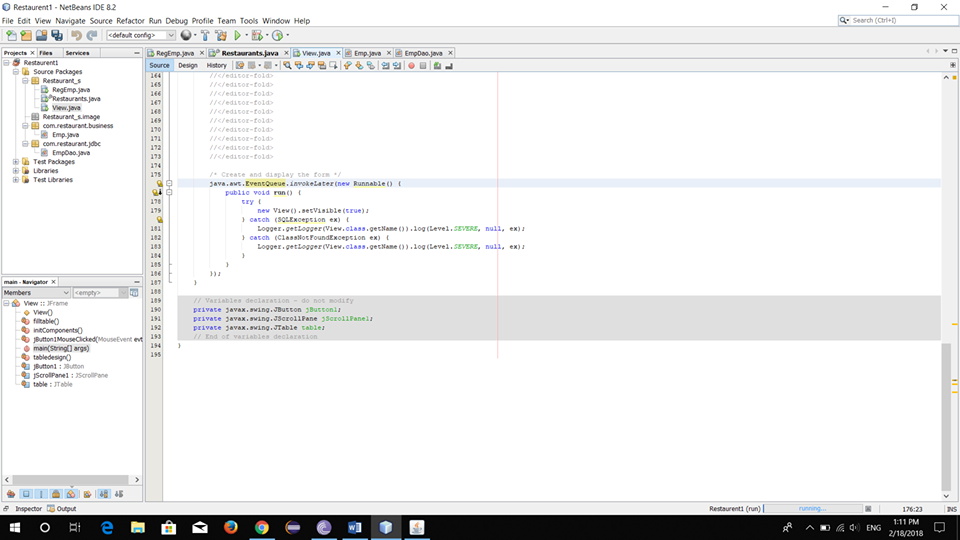 Restaurent1 - NetBeans IDE 8.2
File Edit View Navigate Source Refactor Run Debug Profile Team Tools Window Help
Search (Ctrl+I)
<default config>
Projects Files Services
Restaurent1
Source Packages
Restaurant_s
RegEmp.java
Restaurants.java
View.java
Restaurant_s.image
com.restaurant.business
Emp.java
com.restaurant.jdbc
EmpDao.java
Test Packages
Libraries
Test Libraries
main - Navigator
Members <empty>
View :: JFrame
View()
filltable()
initComponents()
jButton1MouseClicked(MouseEvent evt
main(String[] args)
tabledesign()
jButton1 : JButton
jScrollPane1 : JScrollPane
table : JTable
RegEmp.java Restaurants.java View.java Emp.java EmpDao.java
Source Design History
164 //</editor-fold>
165 //</editor-fold>
166 //</editor-fold>
167 //</editor-fold>
168 //</editor-fold>
169 //</editor-fold>
170 //</editor-fold>
171 //</editor-fold>
172 //</editor-fold>
173 //</editor-fold>
174
175 /* Create and display the form */
java.awt.EventQueue.invokeLater(new Runnable() {
public void run() {
178 try {
179 new View().setVisible(true);
} catch (SQLException ex) {
181 Logger.getLogger(View.class.getName()).log(Level.SEVERE, null, ex);
182 } catch (ClassNotFoundException ex) {
183 Logger.getLogger(View.class.getName()).log(Level.SEVERE, null, ex);
184 }
185 }
186 });
187 }
188
189 // Variables declaration - do not modify
190 private javax.swing.JButton jButton1;
191 private javax.swing.JScrollPane jScrollPane1;
192 private javax.swing.JTable table;
193 // End of variables declaration
194 }
195
Inspector Output
Restaurent1 (run) running... 176:23 INS
ENG
1:11 PM
2/18/2018